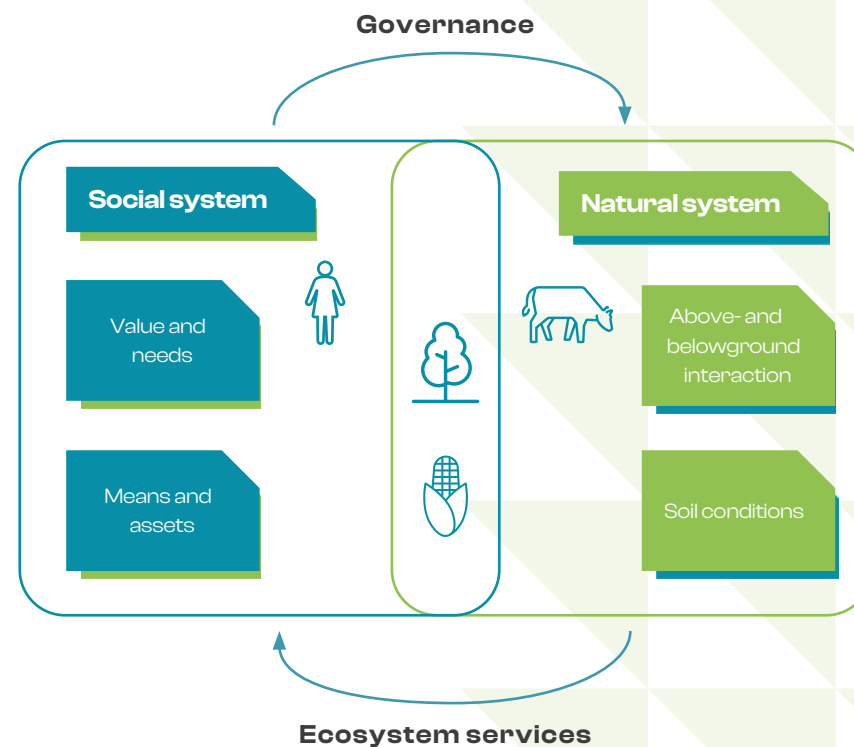 Governance
Social system
Natural system
Value and
needs
Above- and
belowground
interaction
Means and
assets
Soil conditions
Ecosystem services